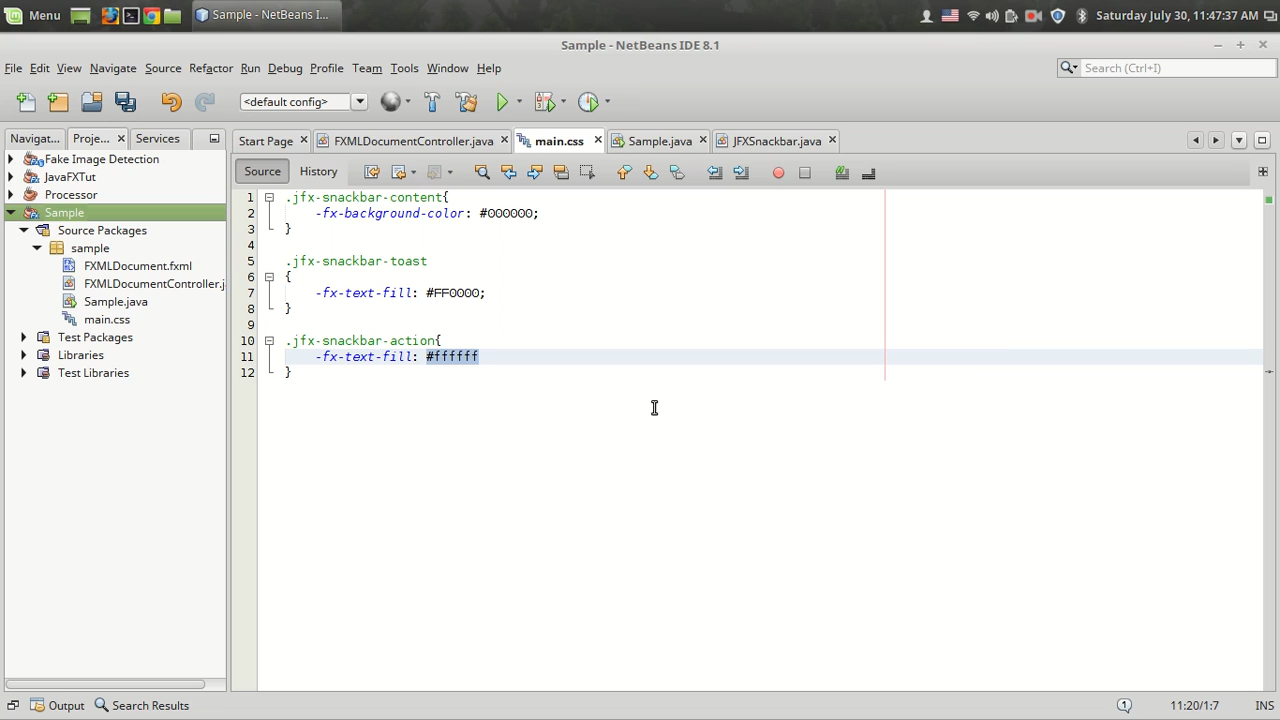 Menu
Sample - NetBeans I...
Saturday July 30, 11:47:37 AM
Sample - NetBeans IDE 8.1
File Edit View Navigate Source Refactor Run Debug Profile Team Tools Window Help
Search (Ctrl+I)
<default config>
Navigat... Proje... Services
Start Page FXMLDocumentController.java main.css Sample.java JFXSnackbar.java
Source History
Fake Image Detection
JavaFXTut
Processor
Sample
Source Packages
sample
FXMLDocument.fxml
FXMLDocumentController.j
Sample.java
main.css
Test Packages
Libraries
Test Libraries
1 .jfx-snackbar-content{
2 -fx-background-color: #000000;
3 }
4
5 .jfx-snackbar-toast
6 {
7 -fx-text-fill: #FF0000;
8 }
9
10 .jfx-snackbar-action{
11 -fx-text-fill: #ffffff
12 }
Output Search Results
1
11:20/1:7 INS